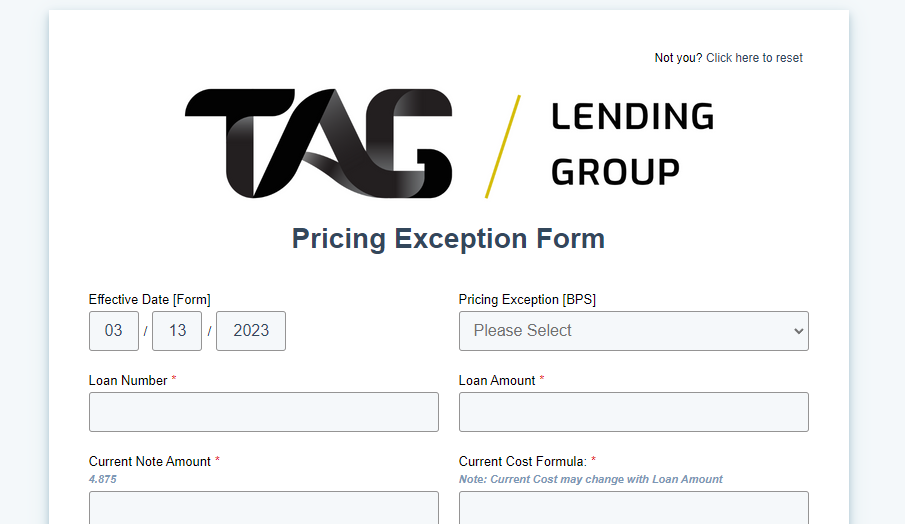 Not you? Click here to reset
TAG LENDING
GROUP
Pricing Exception Form
Effective Date [Form]
Pricing Exception [BPS]
03 / 13 / 2023
Please Select
Loan Number *
Loan Amount *
Current Note Amount *
Current Cost Formula: *
4.875
Note: Current Cost may change with Loan Amount